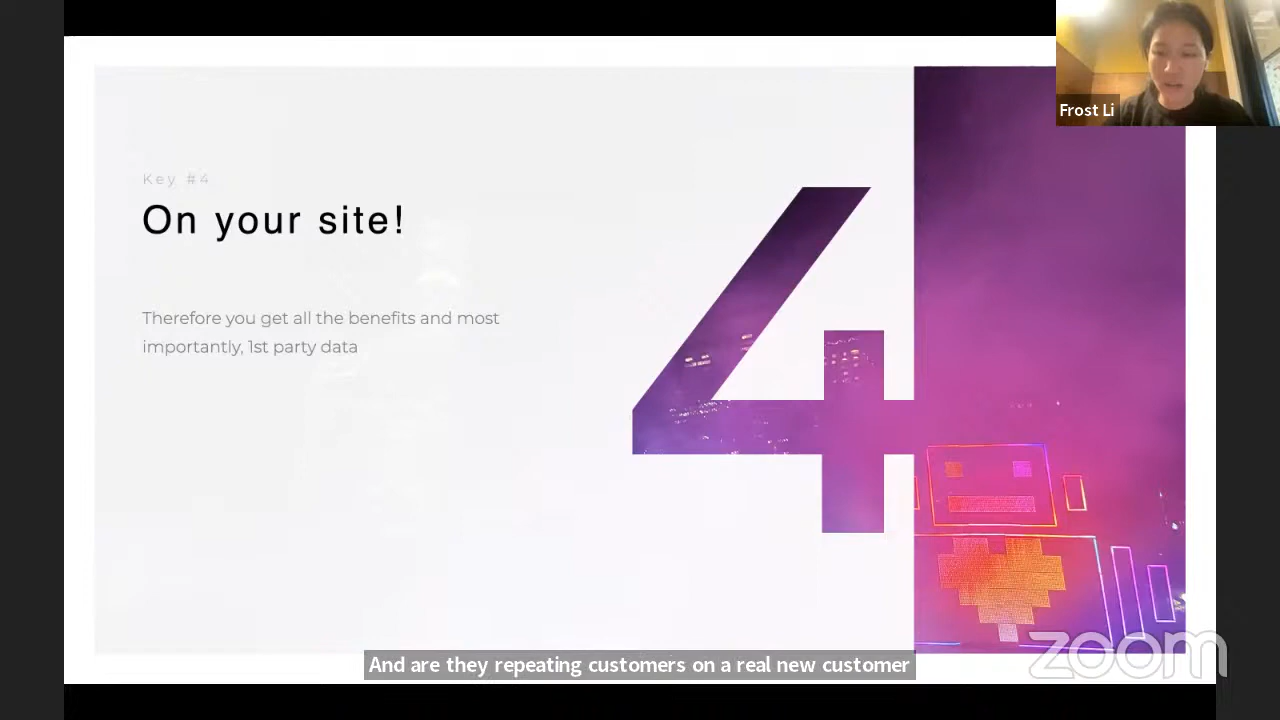 Frost Li
Key #4
On your site!
Therefore you get all the benefits and most
importantly, 1st party data
4
And are they repeating customers on a real new customer
zoom